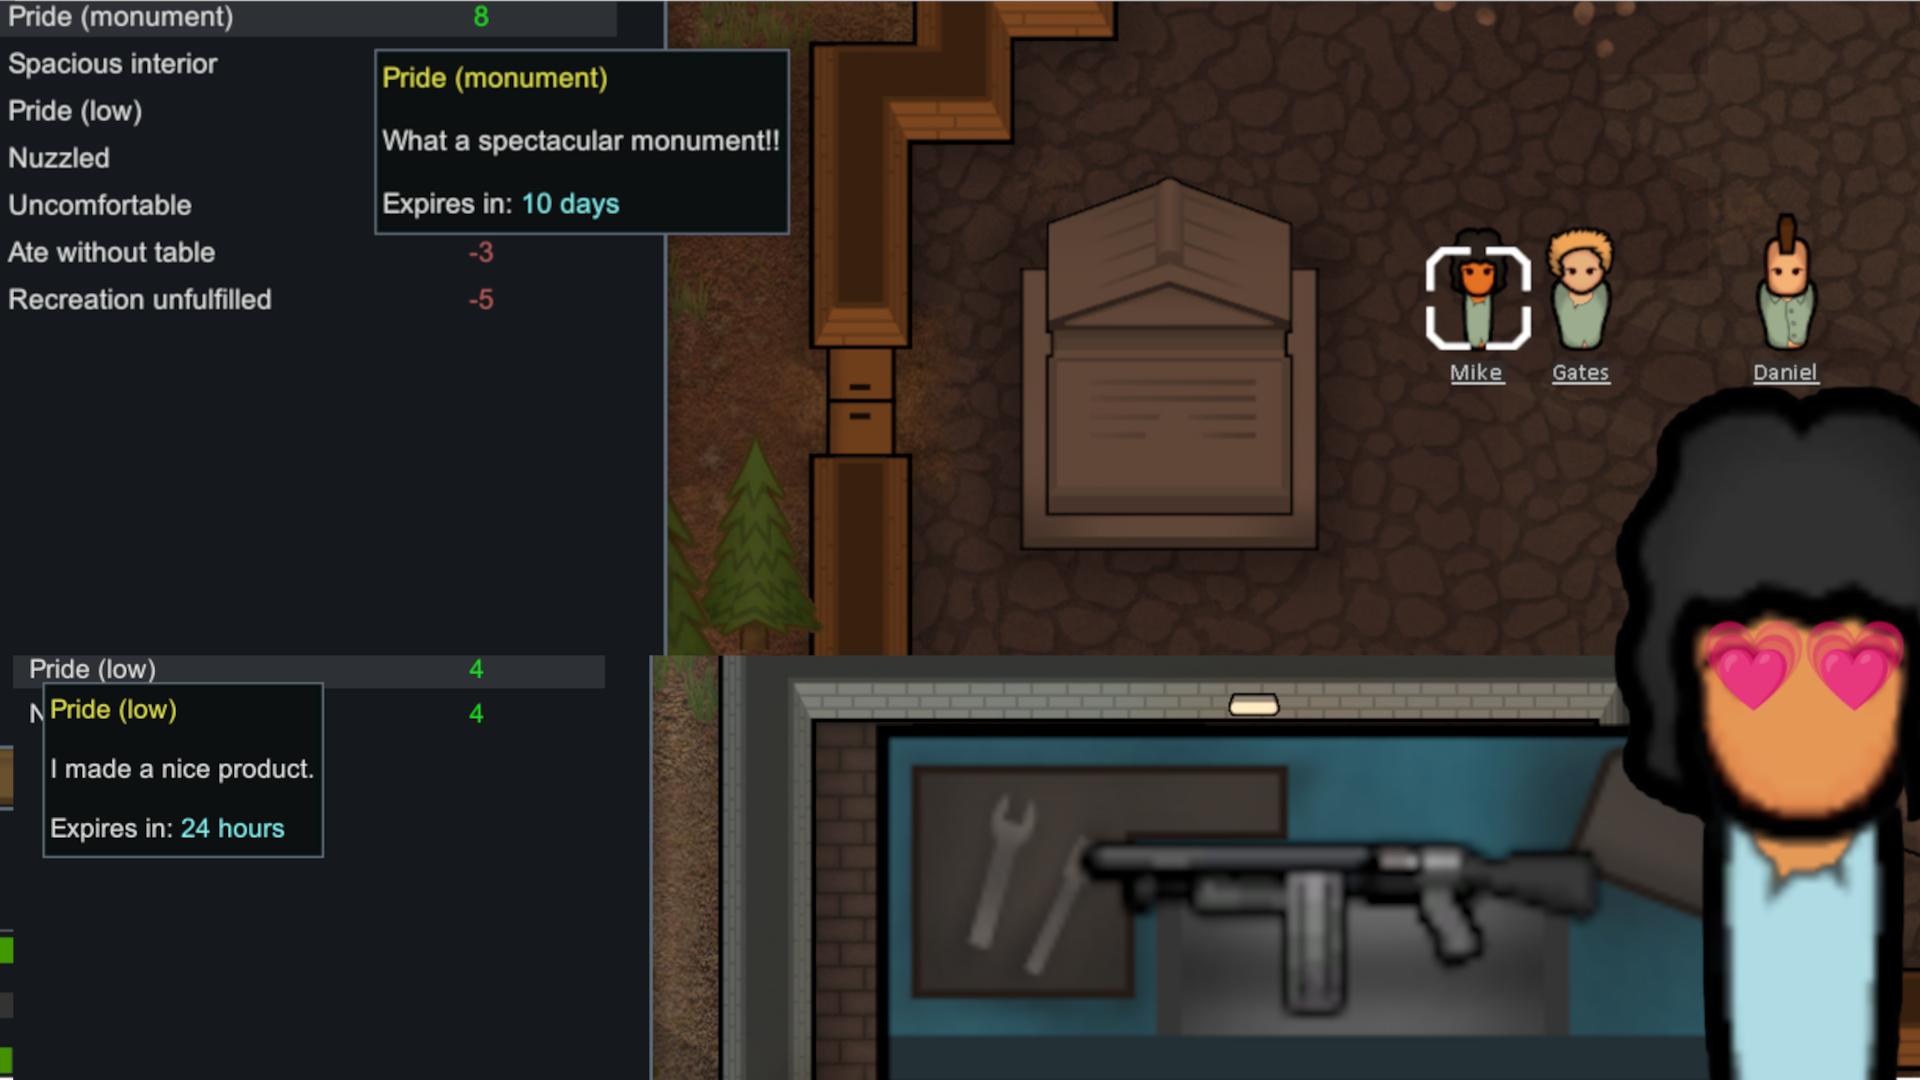 Pride (monument) 8
Spacious interior
Pride (low)
Nuzzled
Uncomfortable
Ate without table -3
Recreation unfulfilled -5
Pride (monument)
What a spectacular monument!!
Expires in: 10 days
Mike
Gates
Daniel
Pride (low) 4
N 4
Pride (low)
I made a nice product.
Expires in: 24 hours